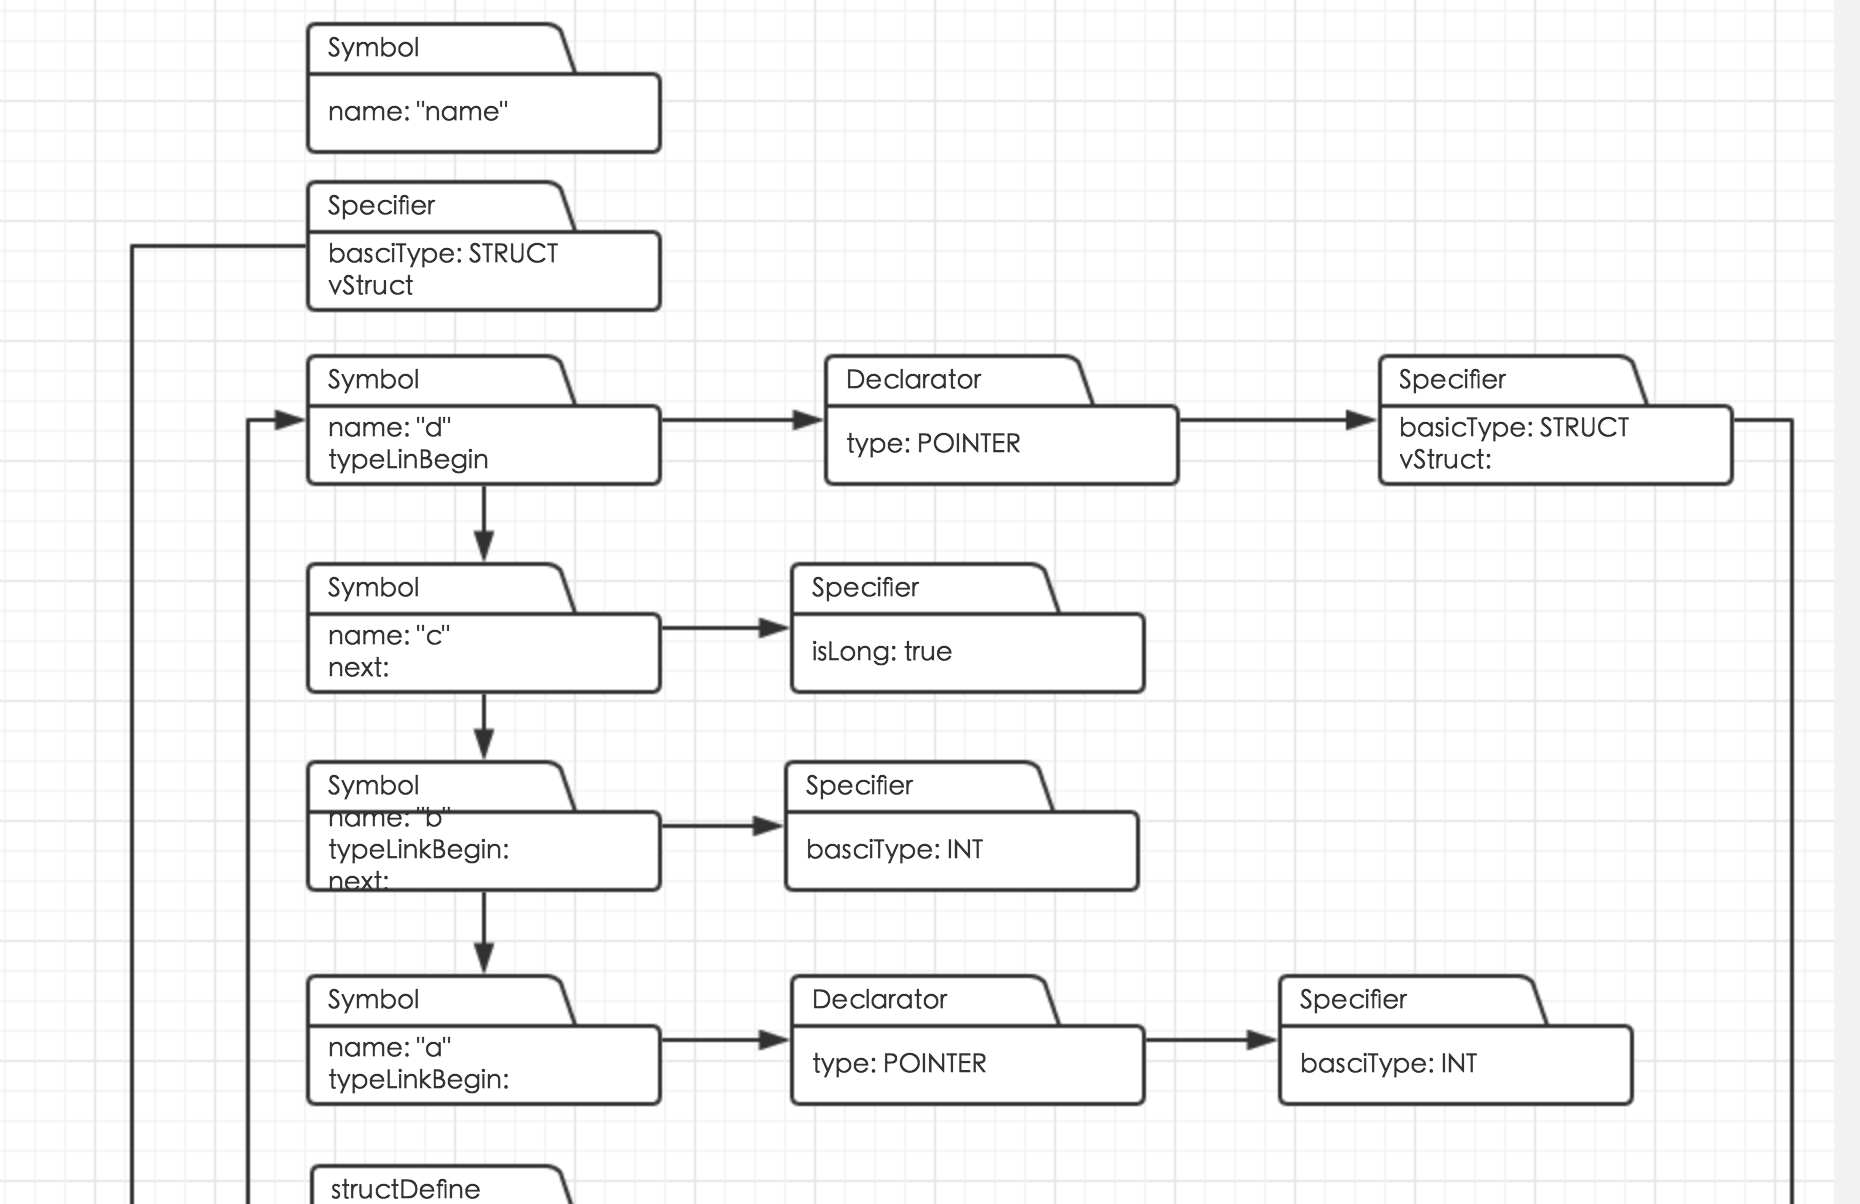 Symbol
name: "name"
Specifier
basciType: STRUCT
vStruct
Symbol
name: "d"
typeLinBegin
Declarator
type: POINTER
Specifier
basicType: STRUCT
vStruct:
Symbol
name: "c"
next:
Specifier
isLong: true
Symbol
name: "b"
typeLinkBegin:
next:
Specifier
basciType: INT
Symbol
name: "a"
typeLinkBegin:
Declarator
type: POINTER
Specifier
basciType: INT
structDefine